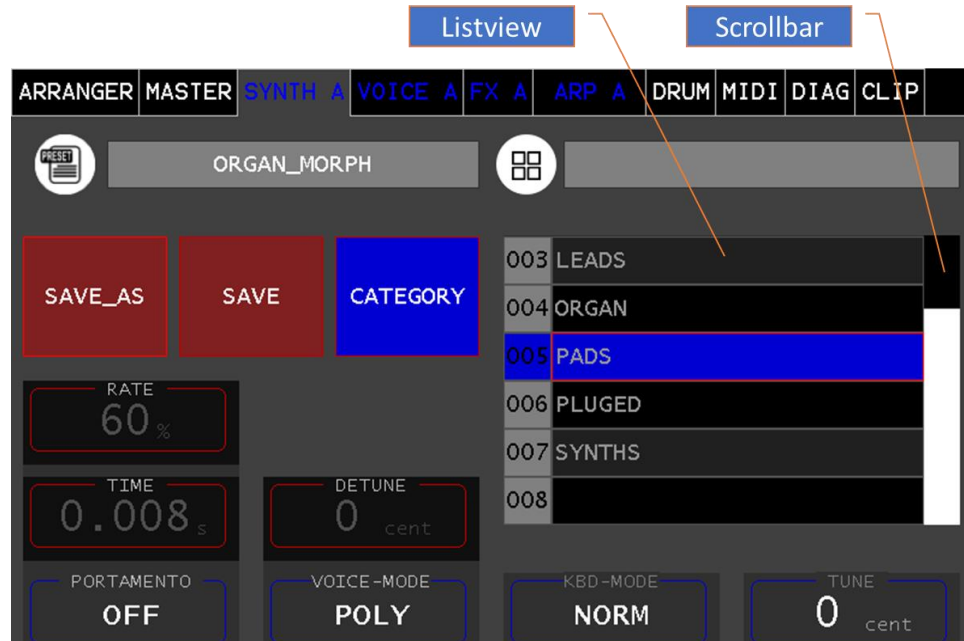 Listview Scrollbar
ARRANGER MASTER SYNTH A VOICE A FX A ARP A DRUM MIDI DIAG CLIP
PRESET ORGAN_MORPH
SAVE_AS SAVE CATEGORY
003 LEADS
004 ORGAN
005 PADS
006 PLUGED
007 SYNTHS
008
RATE
60 %
TIME DETUNE
0.008 s 0 cent
PORTAMENTO VOICE-MODE KBD-MODE TUNE
OFF POLY NORM 0 cent